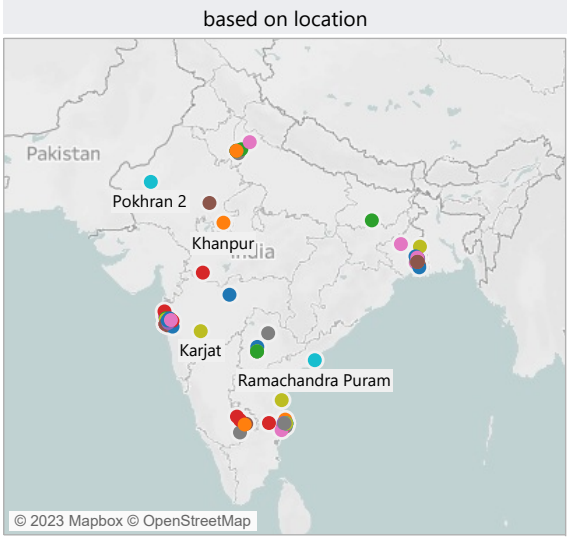 based on location
Pakistan
Pokhran 2
Khanpur
India
Karjat
Ramachandra Puram
© 2023 Mapbox © OpenStreetMap